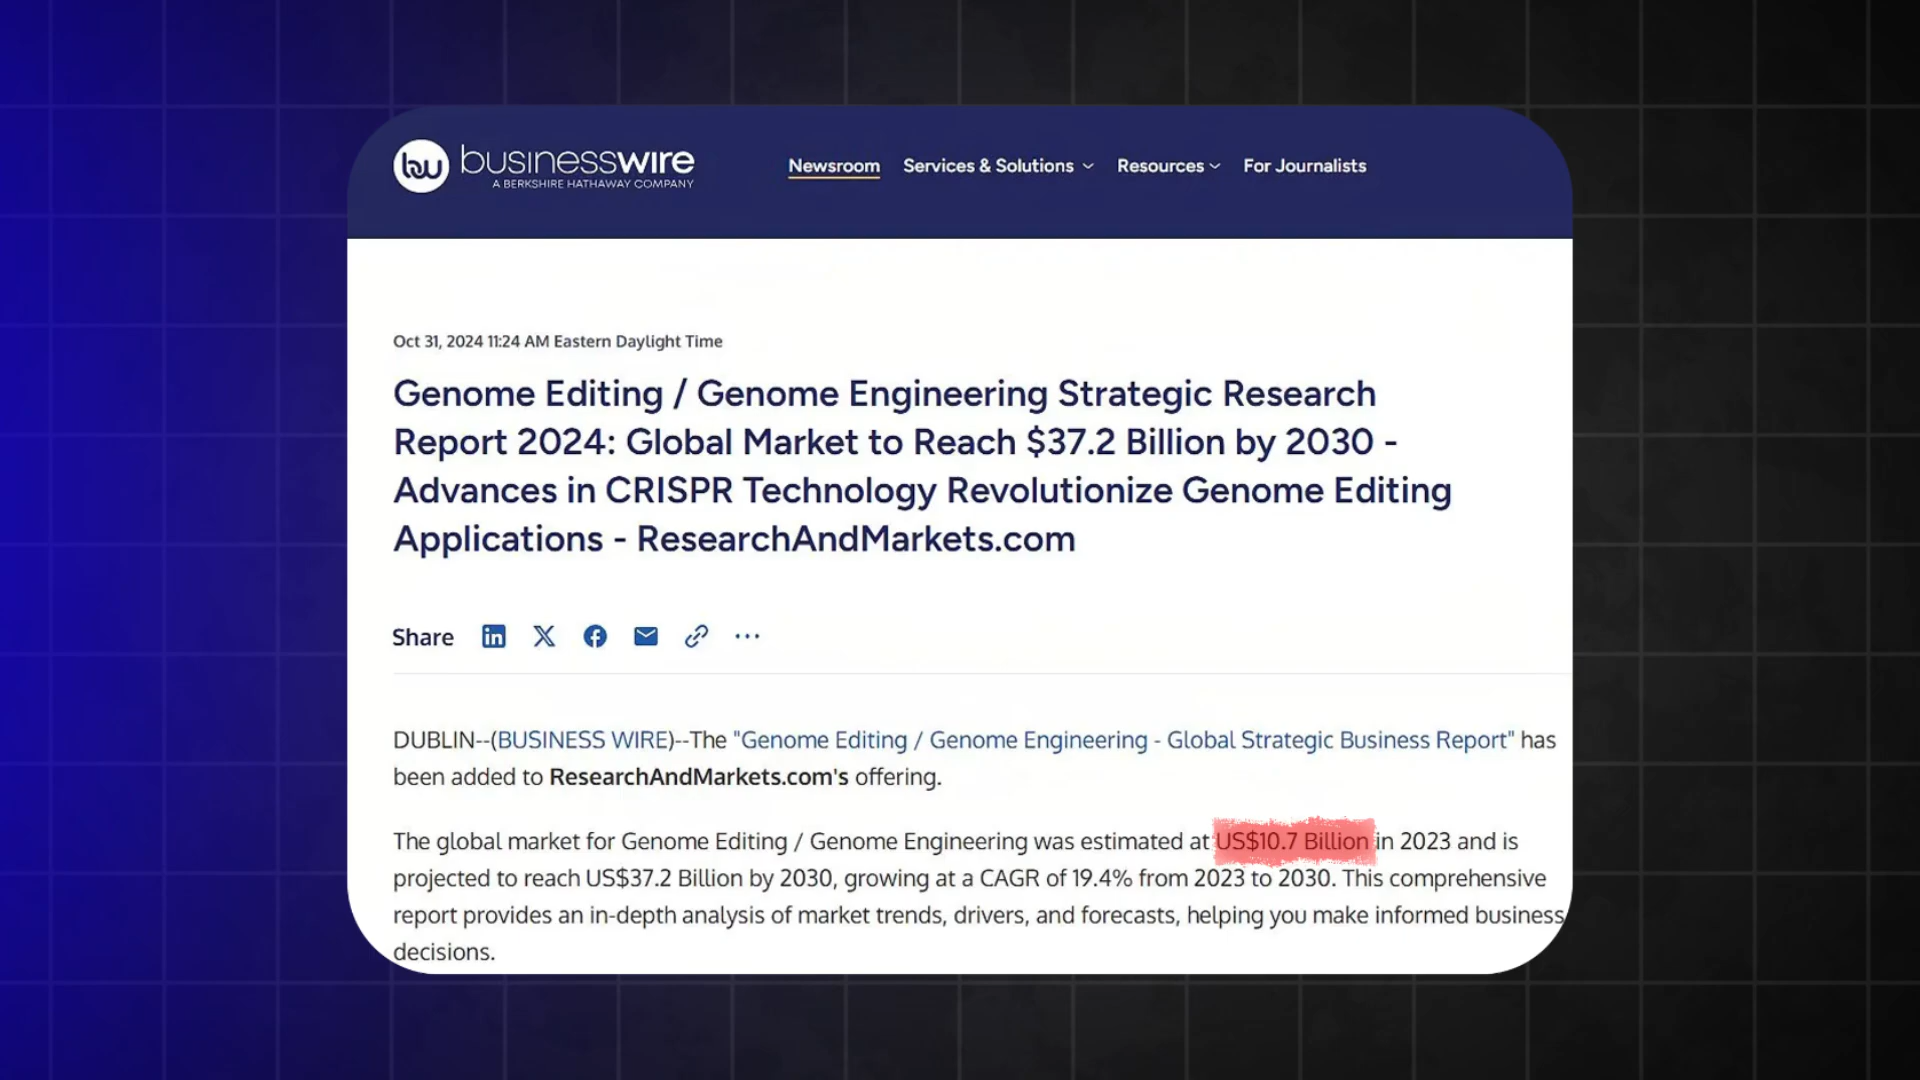 bw businesswire
A BERKSHIRE HATHAWAY COMPANY
Newsroom Services & Solutions Resources For Journalists
Oct 31, 2024 11:24 AM Eastern Daylight Time
Genome Editing / Genome Engineering Strategic Research
Report 2024: Global Market to Reach $37.2 Billion by 2030 -
Advances in CRISPR Technology Revolutionize Genome Editing
Applications - ResearchAndMarkets.com
Share
DUBLIN--(BUSINESS WIRE)--The "Genome Editing / Genome Engineering - Global Strategic Business Report" has
been added to ResearchAndMarkets.com's offering.
The global market for Genome Editing / Genome Engineering was estimated at US$10.7 Billion in 2023 and is
projected to reach US$37.2 Billion by 2030, growing at a CAGR of 19.4% from 2023 to 2030. This comprehensive
report provides an in-depth analysis of market trends, drivers, and forecasts, helping you make informed business
decisions.